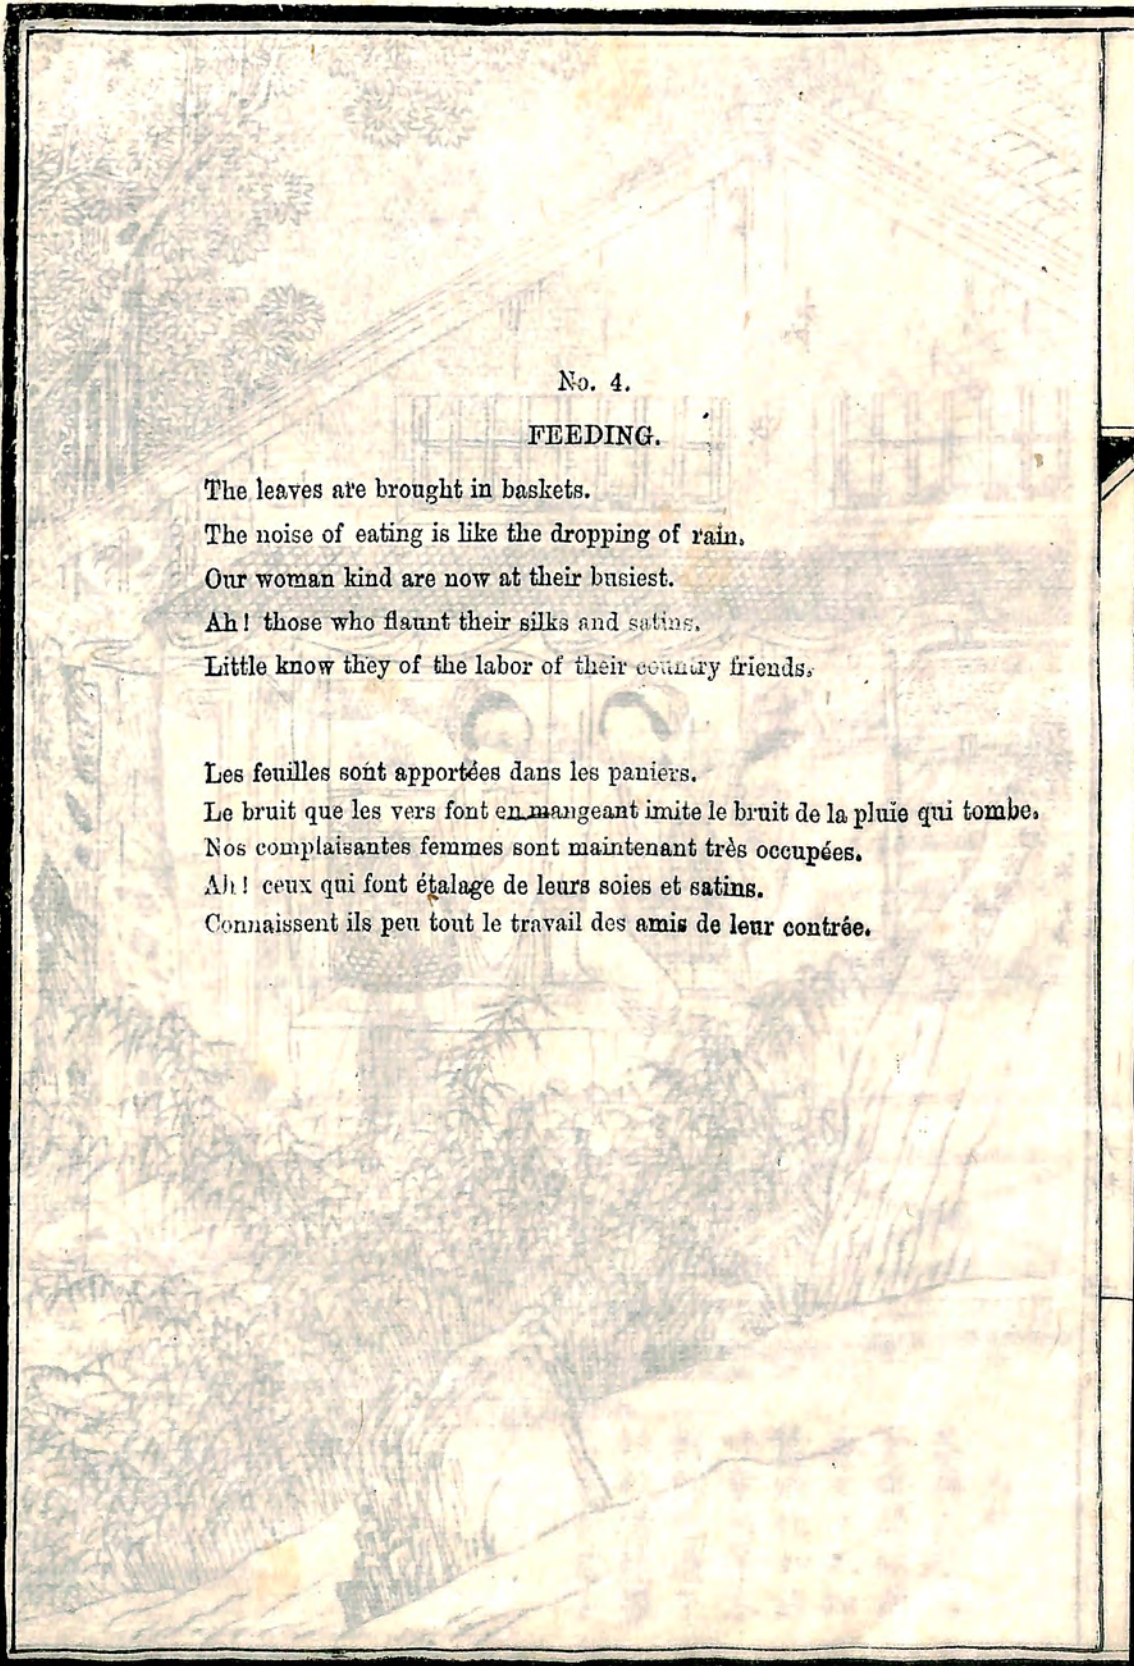 No. 4.
FEEDING.
The leaves are brought in baskets.
The noise of eating is like the dropping of rain.
Our woman kind are now at their busiest.
Ah! those who flaunt their silks and satins.
Little know they of the labor of their country friends.
Les feuilles sont apportées dans les paniers.
Le bruit que les vers font en mangeant imite le bruit de la pluie qui tombe.
Nos complaisantes femmes sont maintenant très occupées.
Ah! ceux qui font étalage de leurs soies et satins.
Connaissent ils peu tout le travail des amis de leur contrée.